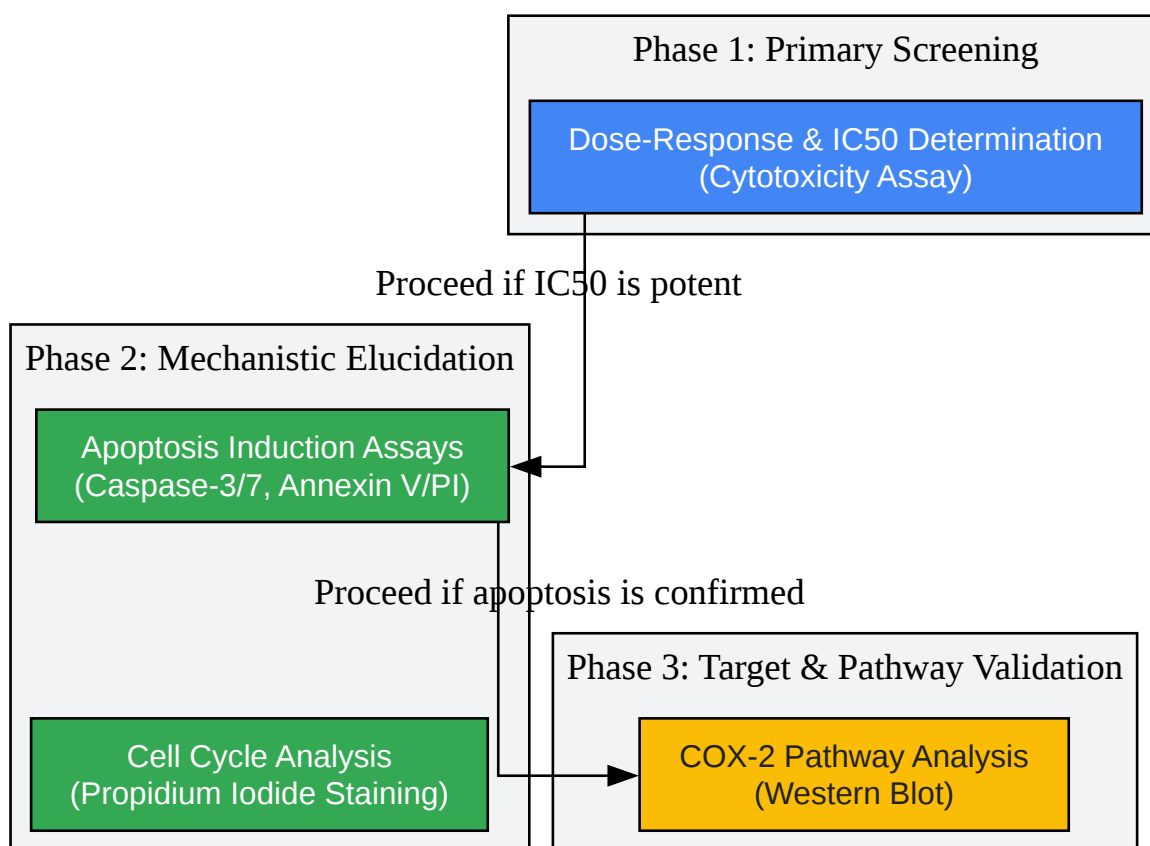 Phase 1: Primary Screening
Dose-Response & IC50 Determination
(Cytotoxicity Assay)
Proceed if IC50 is potent
Phase 2: Mechanistic Elucidation
Apoptosis Induction Assays
(Caspase-3/7, Annexin V/PI)
Proceed if apoptosis is confirmed
Phase 3: Target & Pathway Validation
Cell Cycle Analysis
(Propidium Iodide Staining)
COX-2 Pathway Analysis
(Western Blot)